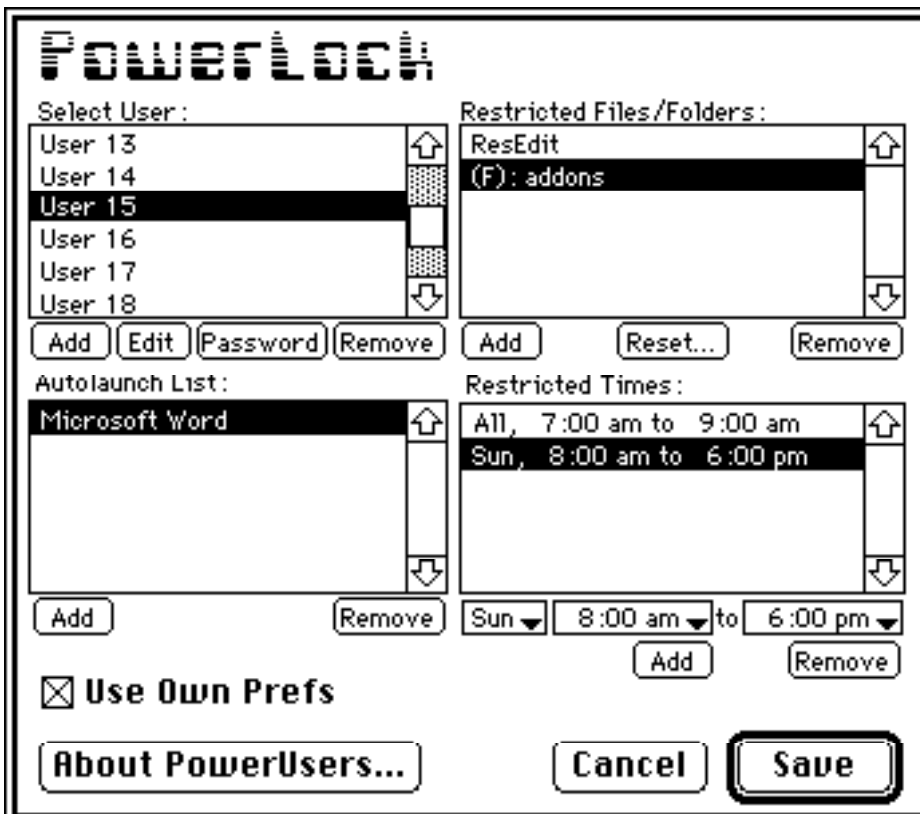 PowerLock
Select User:
User 13
User 14
User 15
User 16
User 17
User 18
Add Edit Password Remove
Restricted Files/Folders:
ResEdit
(F): addons
Add Reset... Remove
Autolaunch List:
Microsoft Word
Add Remove
Restricted Times:
All, 7:00 am to 9:00 am
Sun, 8:00 am to 6:00 pm
Sun 8:00 am to 6:00 pm
Add Remove
Use Own Prefs
About PowerUsers... Cancel Save